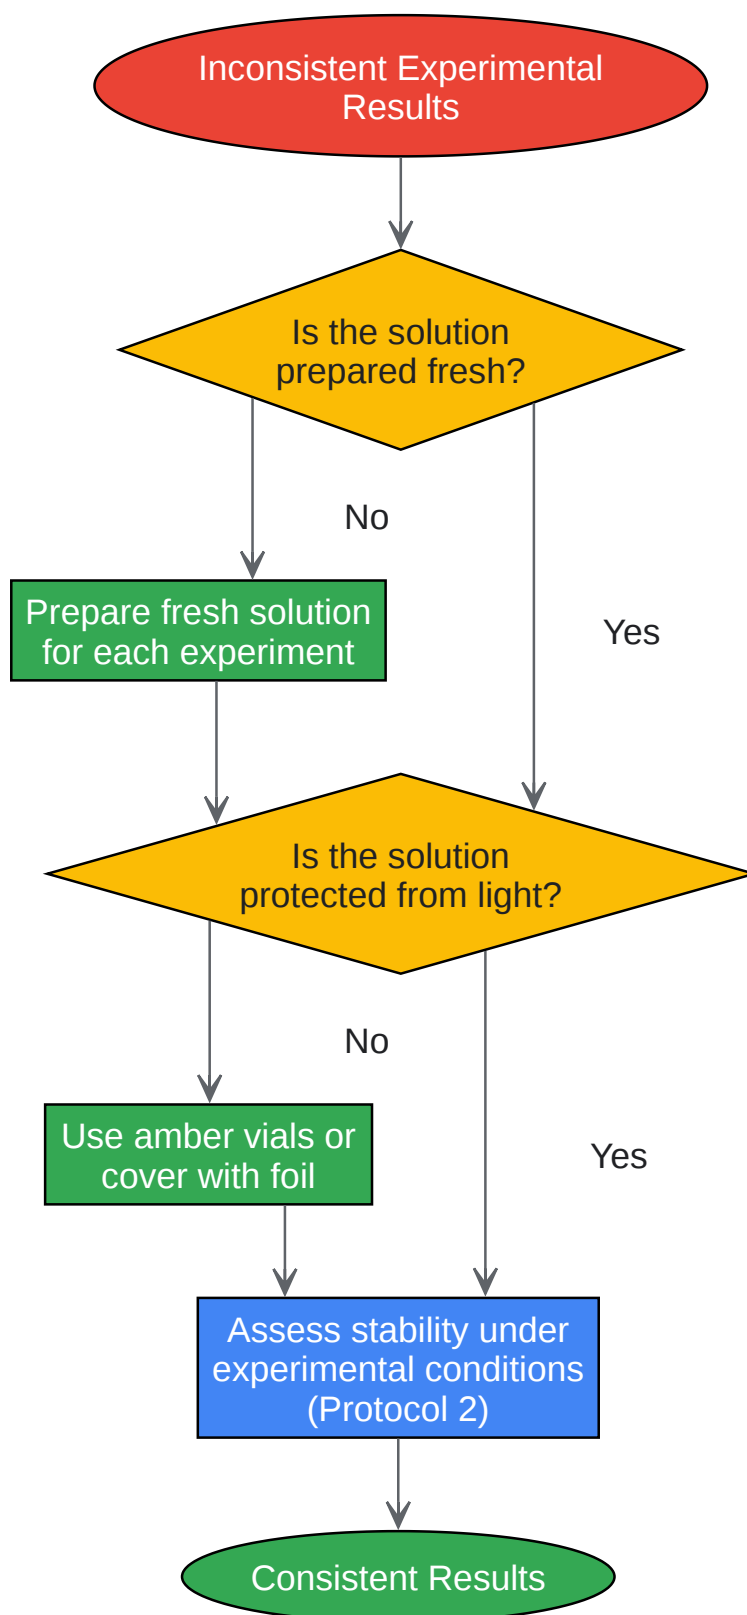 Inconsistent Experimental
Results
Is the solution
prepared fresh?
No
Prepare fresh solution
for each experiment
Yes
Is the solution
protected from light?
No
Use amber vials or
cover with foil
Yes
Assess stability under
experimental conditions
(Protocol 2)
Consistent Results